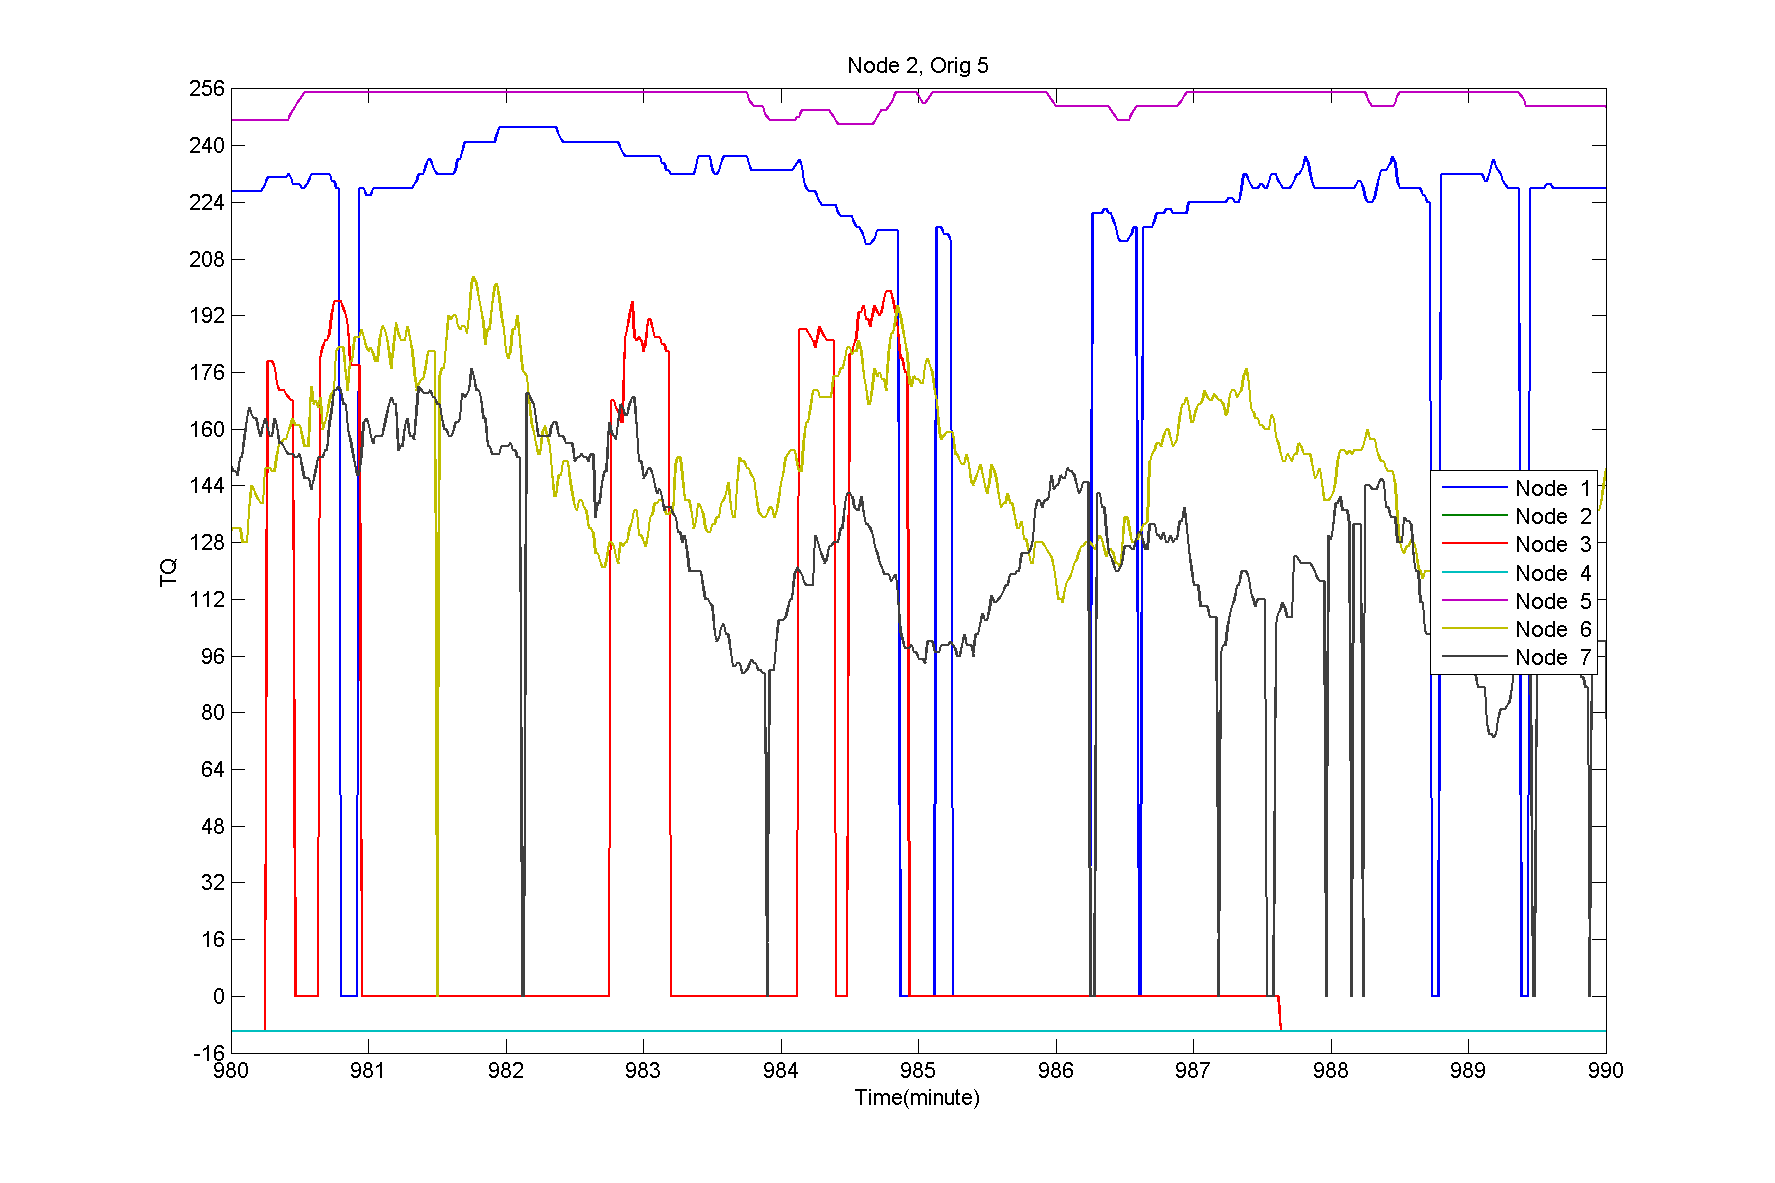 Node 2, Orig 5
256
240
224
208
192
176
160
144
128
112
96
80
64
48
32
16
0
-16
TQ
Node 1
Node 2
Node 3
Node 4
Node 5
Node 6
Node 7
980 981 982 983 984 985 986 987 988 989 990
Time(minute)